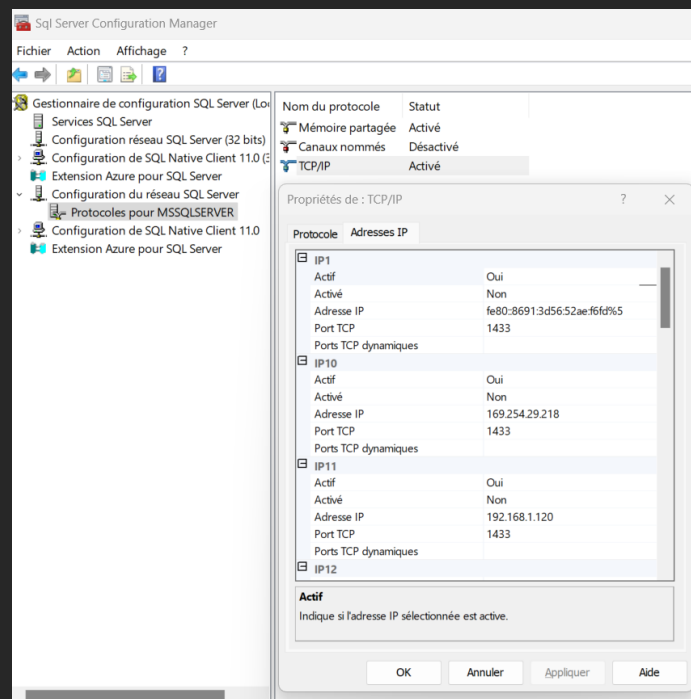 Sql Server Configuration Manager
Fichier Action Affichage ?
Gestionnaire de configuration SQL Server (Lo
Services SQL Server
Configuration réseau SQL Server (32 bits)
Configuration de SQL Native Client 11.0 (3
Extension Azure pour SQL Server
Configuration du réseau SQL Server
Protocoles pour MSSQLSERVER
Configuration de SQL Native Client 11.0
Extension Azure pour SQL Server
Nom du protocole Statut
Mémoire partagée Activé
Canaux nommés Désactivé
TCP/IP Activé
Propriétés de : TCP/IP ?
Protocole Adresses IP
IP1
Actif Oui
Activé Non
Adresse IP fe80::8691:3d56:52ae:f6fd%5
Port TCP 1433
Ports TCP dynamiques
IP10
Actif Oui
Activé Non
Adresse IP 169.254.29.218
Port TCP 1433
Ports TCP dynamiques
IP11
Actif Oui
Activé Non
Adresse IP 192.168.1.120
Port TCP 1433
Ports TCP dynamiques
IP12
Actif
Indique si l'adresse IP sélectionnée est active.
OK Annuler Appliquer Aide